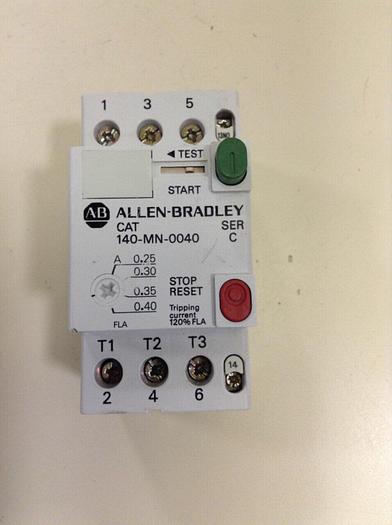 1 3 5
13NO
◄ TEST
START
AB ALLEN-BRADLEY
CAT SER
140-MN-0040 C
A 0.25
0.30
0.35
0.40
FLA
STOP
RESET
Tripping
current
120% FLA
T1 T2 T3
14
2 4 6